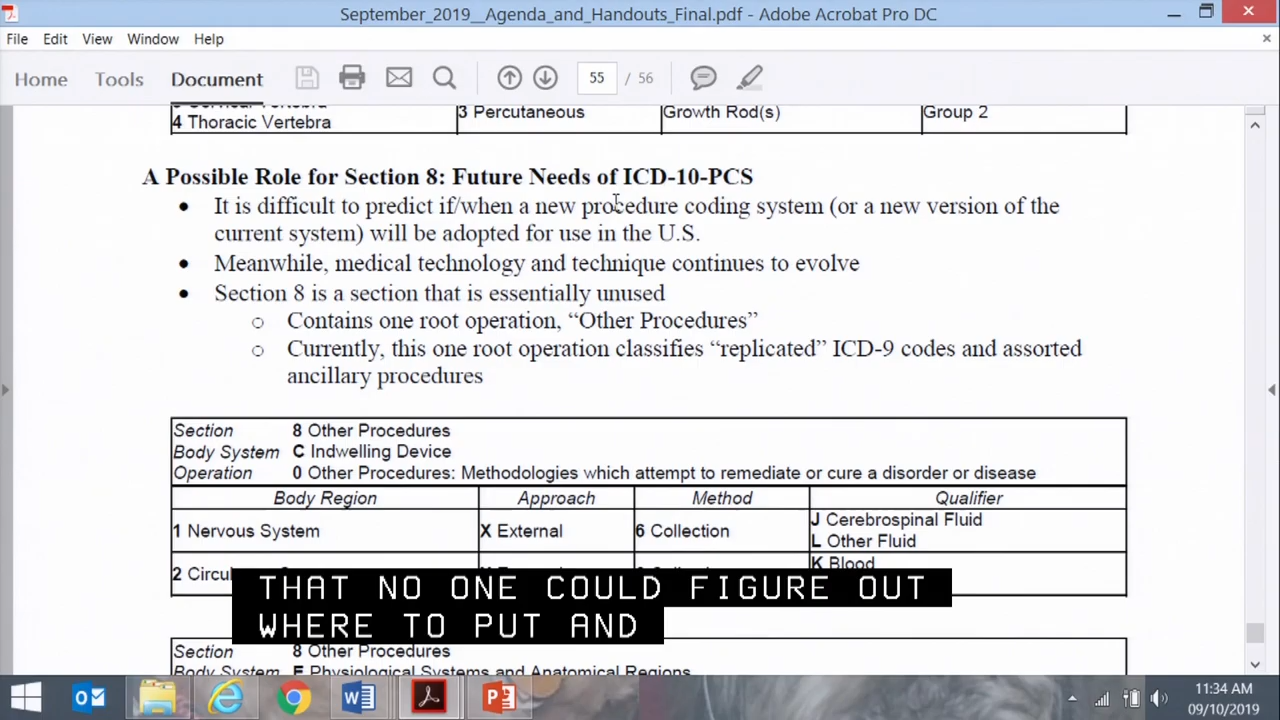 September_2019__Agenda_and_Handouts_Final.pdf - Adobe Acrobat Pro DC
File Edit View Window Help
Home Tools Document 55 / 56
4 Thoracic Vertebra 3 Percutaneous Growth Rod(s) Group 2
A Possible Role for Section 8: Future Needs of ICD-10-PCS
• It is difficult to predict if/when a new procedure coding system (or a new version of the
current system) will be adopted for use in the U.S.
• Meanwhile, medical technology and technique continues to evolve
• Section 8 is a section that is essentially unused
○ Contains one root operation, “Other Procedures”
○ Currently, this one root operation classifies “replicated” ICD-9 codes and assorted
ancillary procedures
Section 8 Other Procedures
Body System C Indwelling Device
Operation 0 Other Procedures: Methodologies which attempt to remediate or cure a disorder or disease
Body Region Approach Method Qualifier
1 Nervous System X External 6 Collection J Cerebrospinal Fluid
L Other Fluid
2 K Blood
THAT NO ONE COULD FIGURE OUT
WHERE TO PUT AND
Section 8 Other Procedures
Body System E Physiological Systems and Anatomical Regions
11:34 AM
09/10/2019